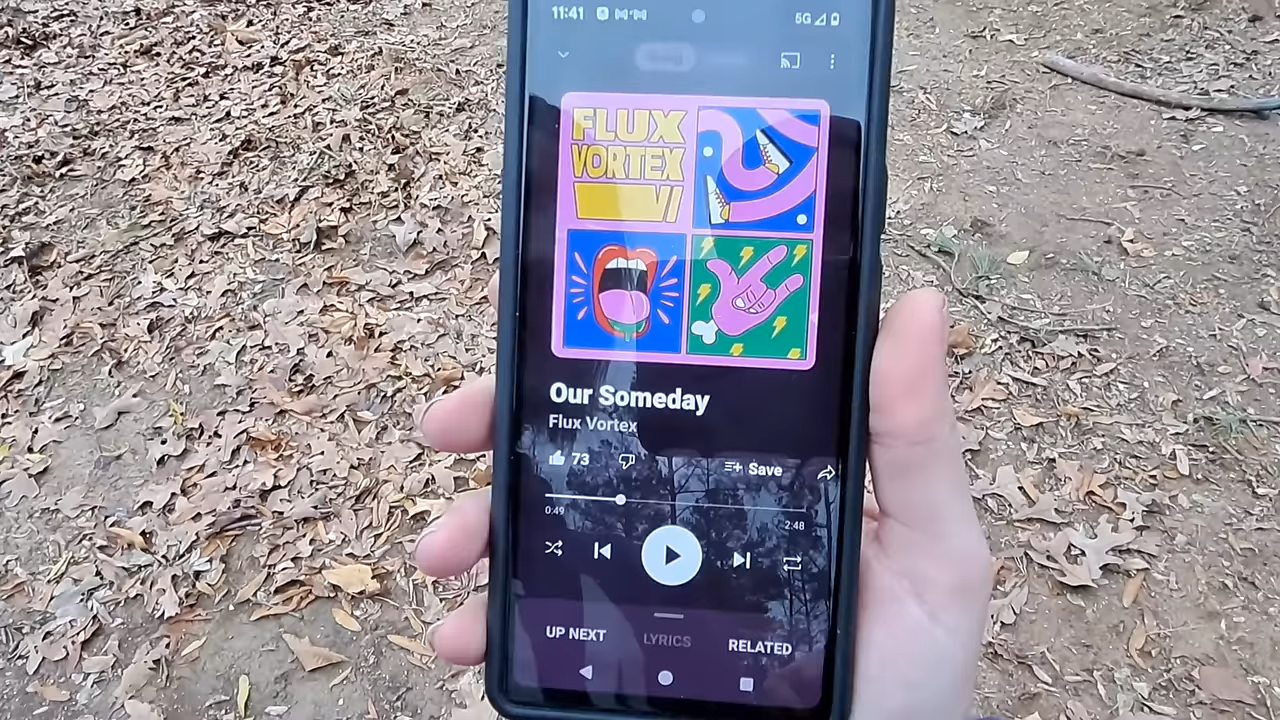 11:41
5G
FLUX
VORTEX
Our Someday
Flux Vortex
73
Save
0:49
2:48
UP NEXT
LYRICS
RELATED